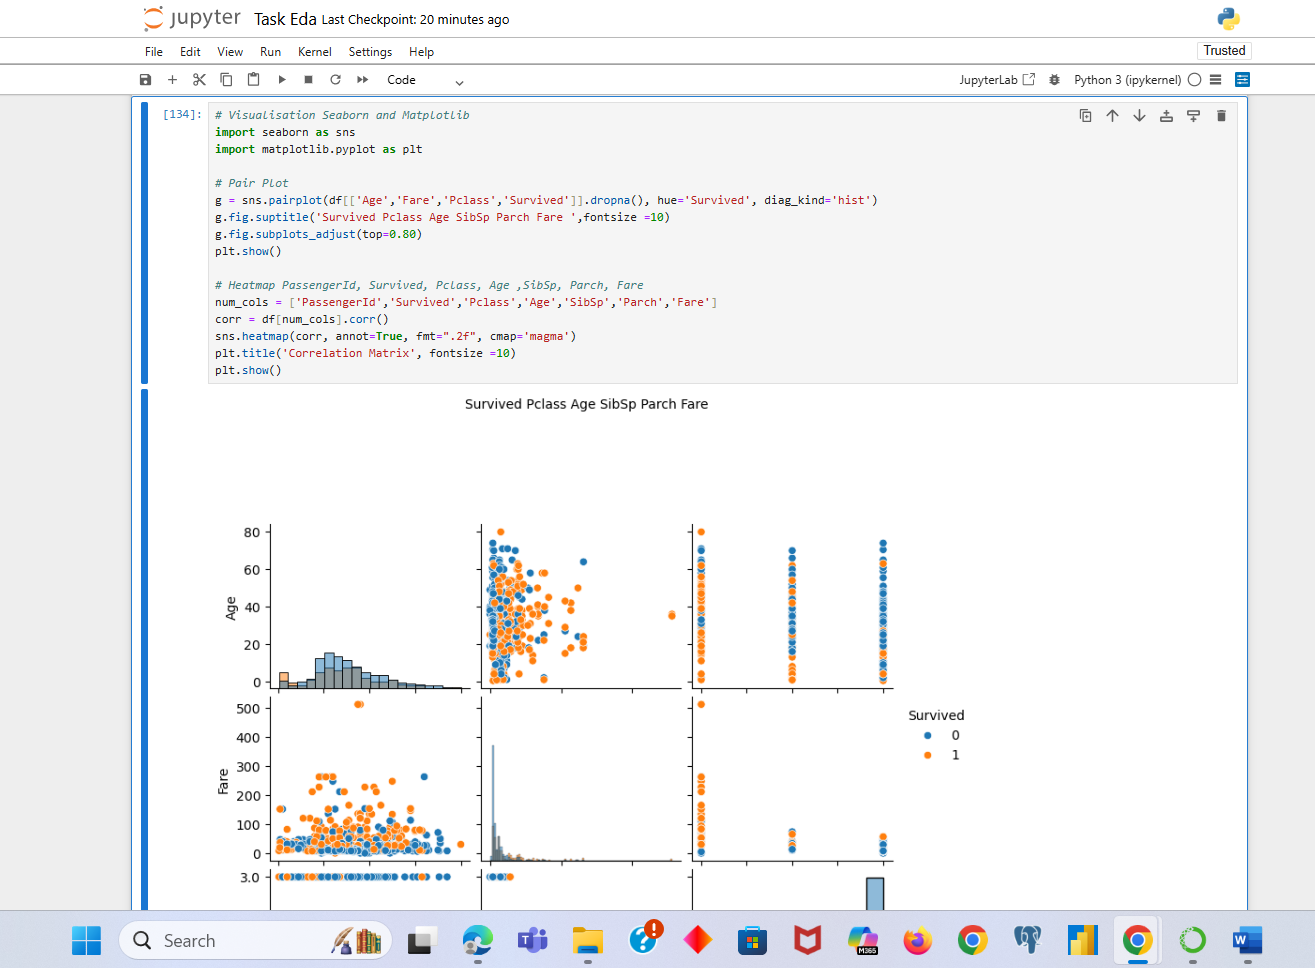 jupyter Task Eda Last Checkpoint: 20 minutes ago
File Edit View Run Kernel Settings Help
Trusted
Code
JupyterLab
Python 3 (ipykernel)
[134]:
# Visualisation Seaborn and Matplotlib
import seaborn as sns
import matplotlib.pyplot as plt
# Pair Plot
g = sns.pairplot(df[['Age','Fare','Pclass','Survived']].dropna(), hue='Survived', diag_kind='hist')
g.fig.suptitle('Survived Pclass Age SibSp Parch Fare ',fontsize =10)
g.fig.subplots_adjust(top=0.80)
plt.show()
# Heatmap PassengerId, Survived, Pclass, Age ,SibSp, Parch, Fare
num_cols = ['PassengerId','Survived','Pclass','Age','SibSp','Parch','Fare']
corr = df[num_cols].corr()
sns.heatmap(corr, annot=True, fmt=".2f", cmap='magma')
plt.title('Correlation Matrix', fontsize =10)
plt.show()
Survived Pclass Age SibSp Parch Fare
80
60
40
20
0
Age
500
400
300
200
100
0
Fare
3.0
Survived
0
1
Search
M365